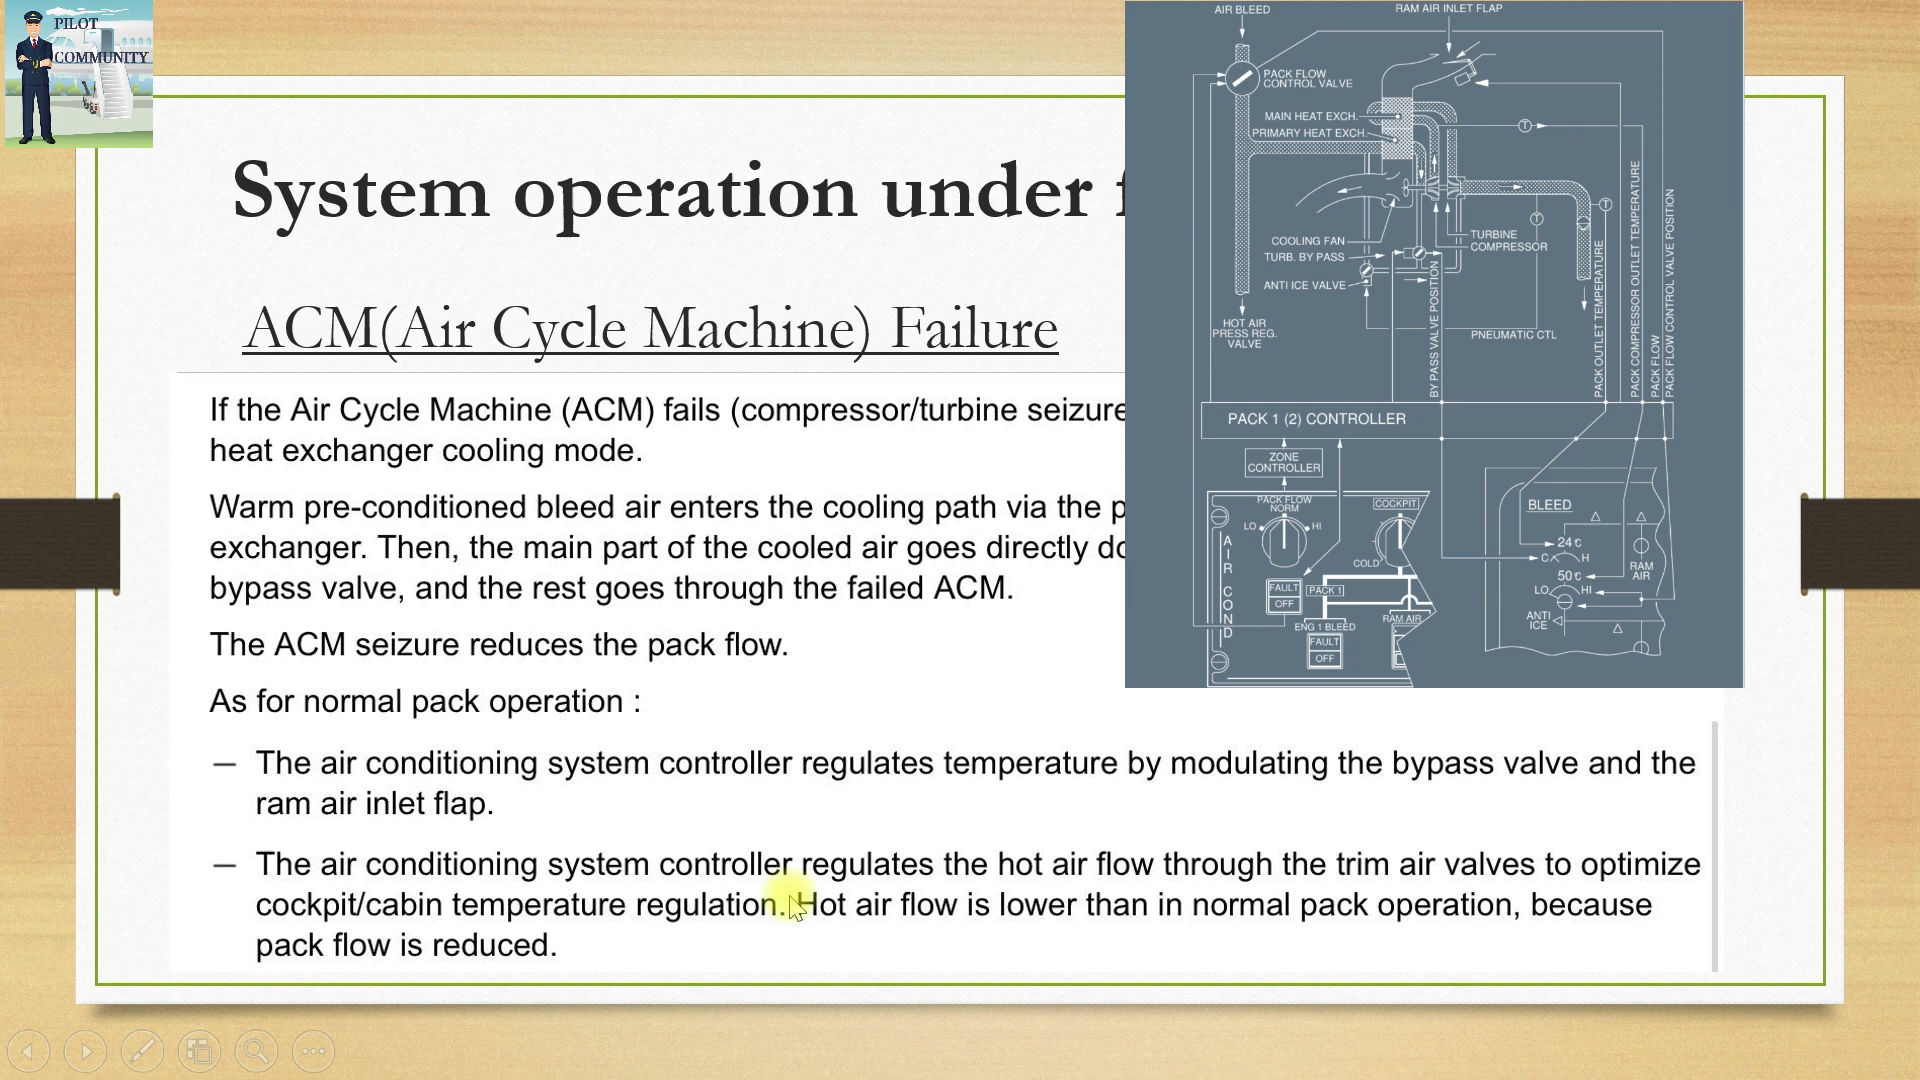 PILOT
COMMUNITY
System operation under
ACM(Air Cycle Machine) Failure
If the Air Cycle Machine (ACM) fails (compressor/turbine seizure
heat exchanger cooling mode.
Warm pre-conditioned bleed air enters the cooling path via the p
exchanger. Then, the main part of the cooled air goes directly do
bypass valve, and the rest goes through the failed ACM.
The ACM seizure reduces the pack flow.
As for normal pack operation :
— The air conditioning system controller regulates temperature by modulating the bypass valve and the
ram air inlet flap.
— The air conditioning system controller regulates the hot air flow through the trim air valves to optimize
cockpit/cabin temperature regulation. Hot air flow is lower than in normal pack operation, because
pack flow is reduced.
AIR BLEED
RAM AIR INLET FLAP
PACK FLOW
CONTROL VALVE
MAIN HEAT EXCH.
PRIMARY HEAT EXCH.
T
T
T
COOLING FAN
TURB. BY PASS
ANTI ICE VALVE
TURBINE
COMPRESSOR
HOT AIR
PRESS REG.
VALVE
PNEUMATIC CTL
BY PASS VALVE POSITION
PACK OUTLET TEMPERATURE
PACK COMPRESSOR OUTLET TEMPERATURE
PACK FLOW
PACK FLOW CONTROL VALVE POSITION
PACK 1 (2) CONTROLLER
ZONE
CONTROLLER
PACK FLOW
NORM
LO
HI
COCKPIT
COLD
AIR COND
FAULT
OFF
PACK 1
ENG 1 BLEED
FAULT
OFF
RAM AIR
BLEED
24°C
C
H
50°C
LO
HI
RAM
AIR
ANTI
ICE